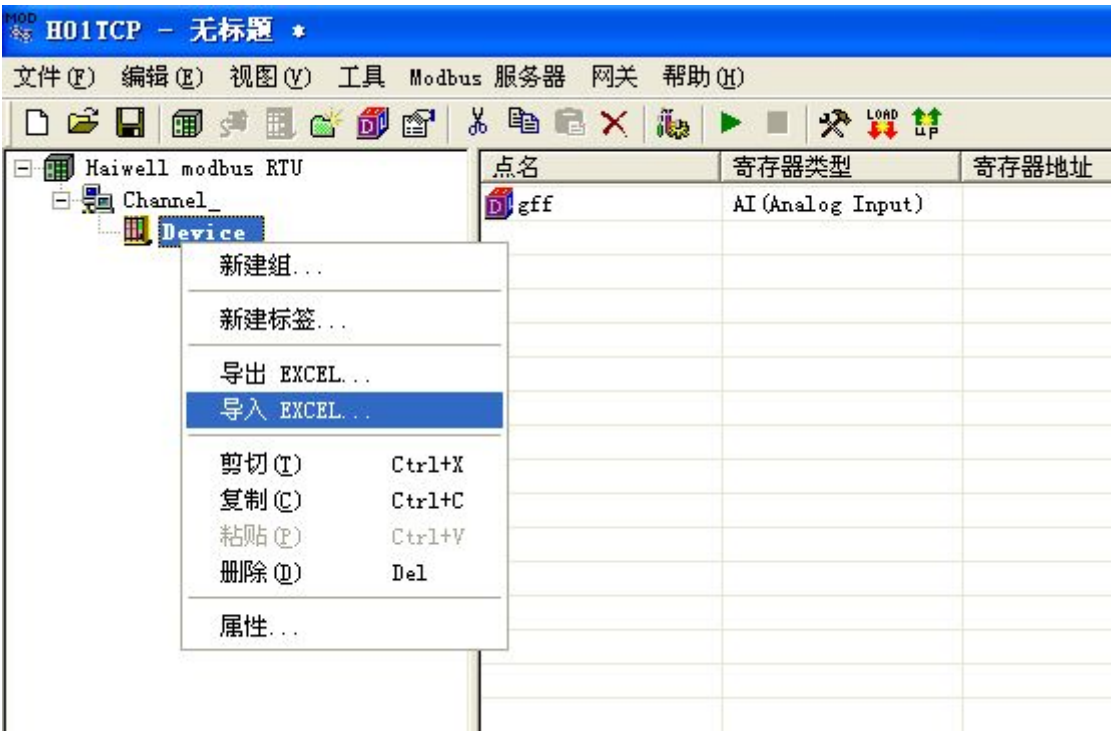 H01TCP - 无标题 *
文件(F) 编辑(E) 视图(V) 工具 Modbus 服务器 网关 帮助(H)
LOAD UP
Haiwell modbus RTU
Channel_
Device
点名 寄存器类型 寄存器地址
gff AI(Analog Input)
新建组...
新建标签...
导出 EXCEL...
导入 EXCEL...
剪切(T) Ctrl+X
复制(C) Ctrl+C
粘贴(P) Ctrl+V
删除(D) Del
属性...